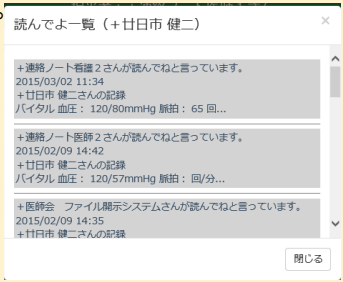 読んでよ一覧（＋廿日市 健二）
×
＋連絡ノート看護２さんが読んでねと言っています。
2015/03/02 11:34
＋廿日市 健二さんの記録
バイタル 血圧： 120/80mmHg 脈拍： 65 回...
＋連絡ノート医師２さんが読んでねと言っています。
2015/02/09 14:42
＋廿日市 健二さんの記録
バイタル 血圧： 120/57mmHg 脈拍： 回/分...
＋医師会　ファイル開示システムさんが読んでねと言っています。
2015/02/09 14:35
＋廿日市 健二さんの記録
閉じる